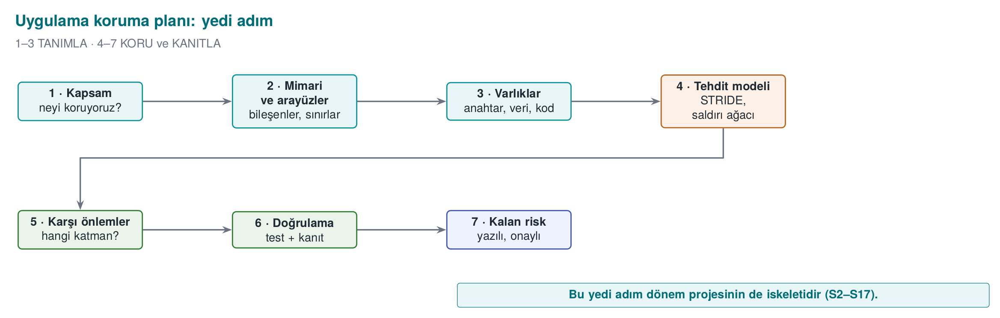 Uygulama koruma planı: yedi adım
1–3 TANIMLA · 4–7 KORU ve KANITLA
1 · Kapsam
neyi koruyoruz?
2 · Mimari
ve arayüzler
bileşenler, sınırlar
3 · Varlıklar
anahtar, veri, kod
4 · Tehdit modeli
STRIDE,
saldırı ağacı
5 · Karşı önlemler
hangi katman?
6 · Doğrulama
test + kanıt
7 · Kalan risk
yazılı, onaylı
Bu yedi adım dönem projesinin de iskeletidir (S2–S17).